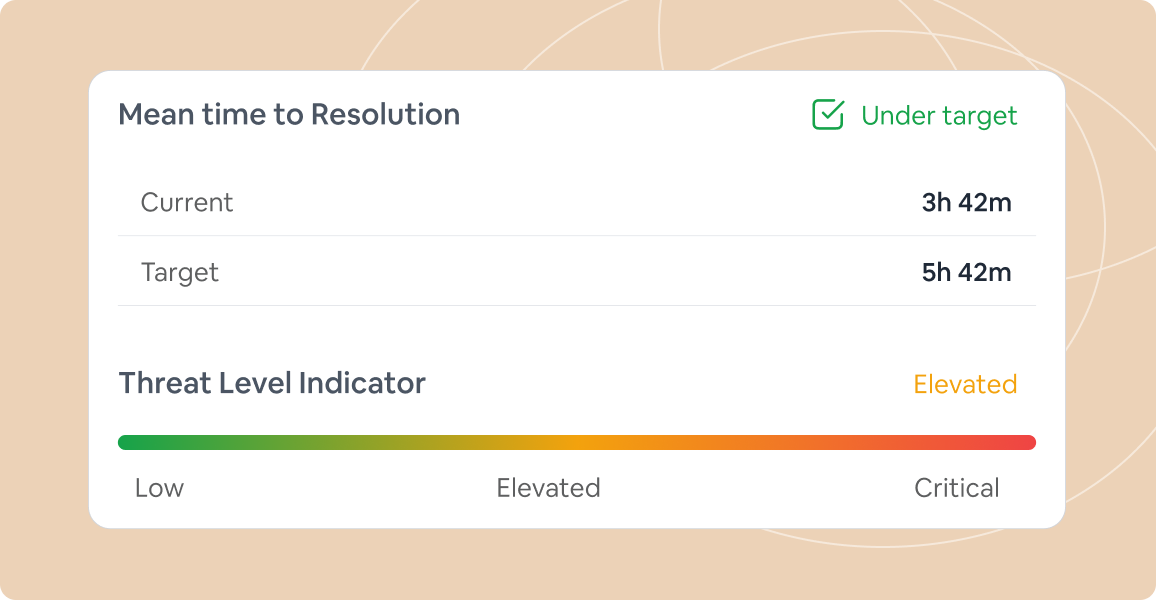 Mean time to Resolution
Under target
Current
3h 42m
Target
5h 42m
Threat Level Indicator
Elevated
Low
Elevated
Critical